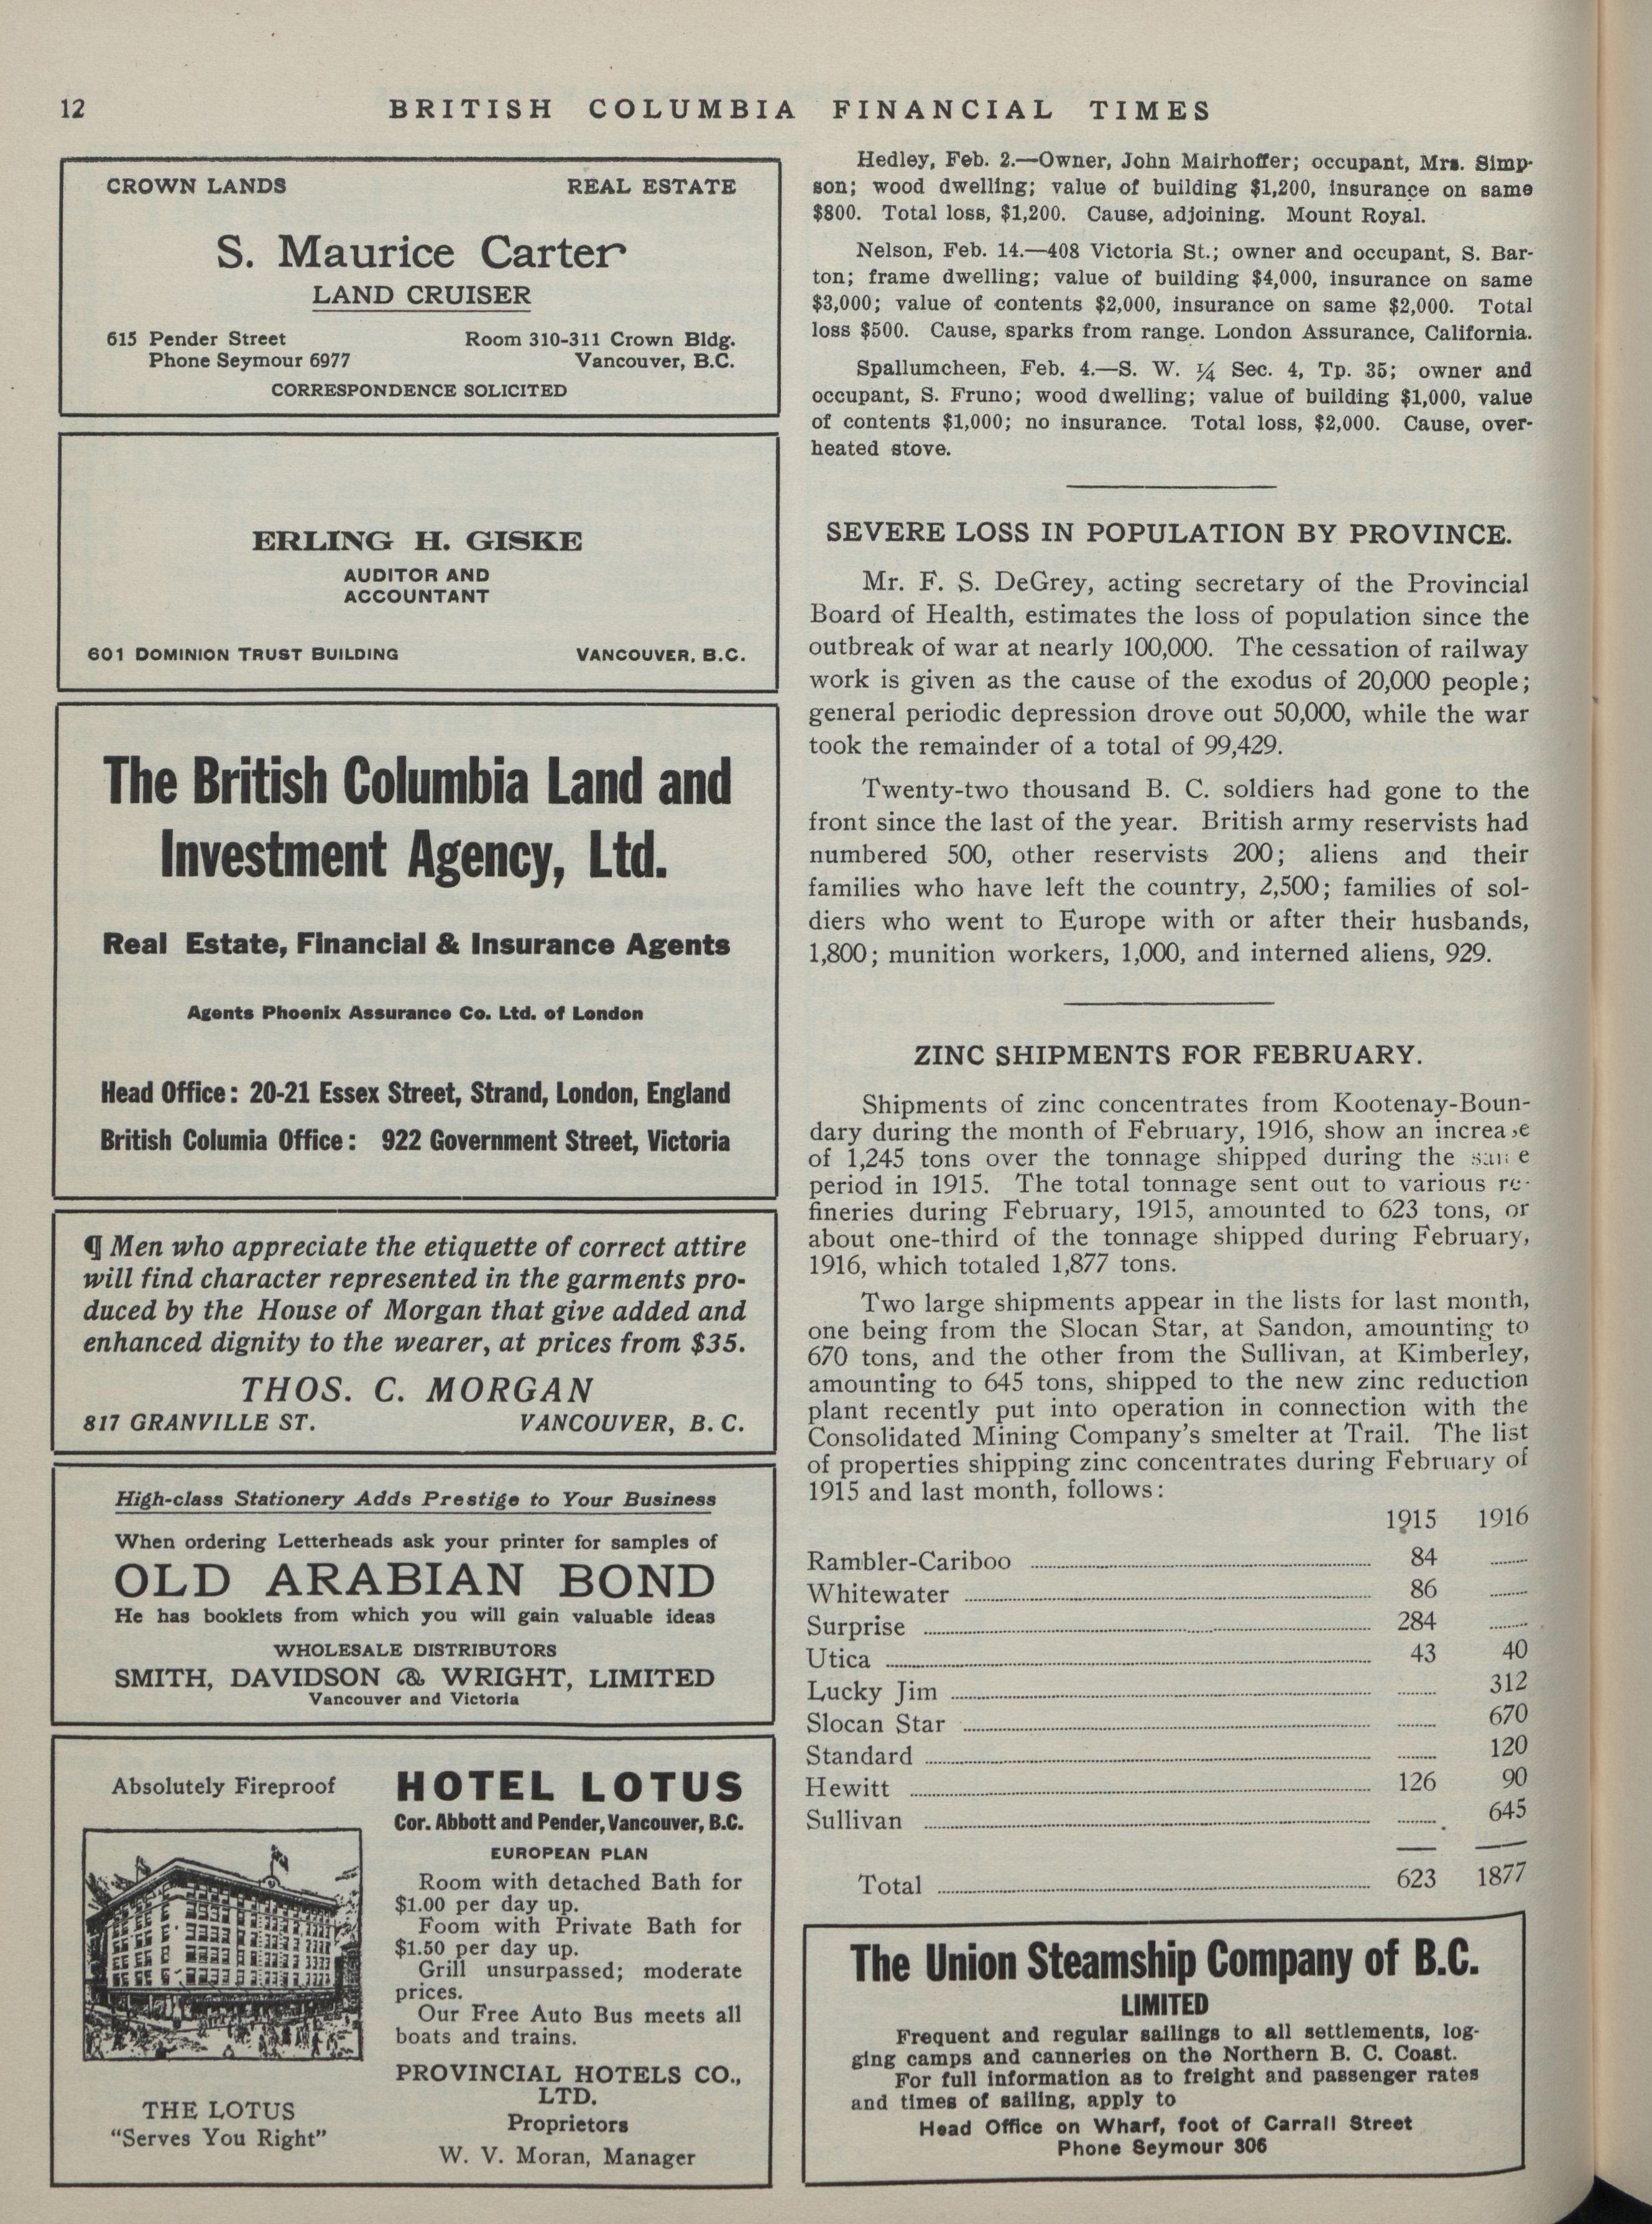 12
BRITISH COLUMBIA FINANCIAL TIMES
CROWN LANDS REAL ESTATE
S. Maurice Carter
LAND CRUISER
615 Pender Street Room 310-311 Crown Bldg.
Phone Seymour 6977 Vancouver, B.C.
CORRESPONDENCE SOLICITED
ERLING H. GISKE
AUDITOR AND
ACCOUNTANT
601 DOMINION TRUST BUILDING VANCOUVER, B.C.
The British Columbia Land and
Investment Agency, Ltd.
Real Estate, Financial & Insurance Agents
Agents Phoenix Assurance Co. Ltd. of London
Head Office: 20-21 Essex Street, Strand, London, England
British Columia Office: 922 Government Street, Victoria
¶ Men who appreciate the etiquette of correct attire
will find character represented in the garments pro-
duced by the House of Morgan that give added and
enhanced dignity to the wearer, at prices from $35.
THOS. C. MORGAN
817 GRANVILLE ST. VANCOUVER, B. C.
High-class Stationery Adds Prestige to Your Business
When ordering Letterheads ask your printer for samples of
OLD ARABIAN BOND
He has booklets from which you will gain valuable ideas
WHOLESALE DISTRIBUTORS
SMITH, DAVIDSON & WRIGHT, LIMITED
Vancouver and Victoria
Absolutely Fireproof
THE LOTUS
"Serves You Right"
HOTEL LOTUS
Cor. Abbott and Pender, Vancouver, B.C.
EUROPEAN PLAN
Room with detached Bath for
$1.00 per day up.
Foom with Private Bath for
$1.50 per day up.
Grill unsurpassed; moderate
prices.
Our Free Auto Bus meets all
boats and trains.
PROVINCIAL HOTELS CO.,
LTD.
Proprietors
W. V. Moran, Manager
Hedley, Feb. 2.—Owner, John Mairhoffer; occupant, Mrs. Simp-
son; wood dwelling; value of building $1,200, insurance on same
$800. Total loss, $1,200. Cause, adjoining. Mount Royal.
Nelson, Feb. 14.—408 Victoria St.; owner and occupant, S. Bar-
ton; frame dwelling; value of building $4,000, insurance on same
$3,000; value of contents $2,000, insurance on same $2,000. Total
loss $500. Cause, sparks from range. London Assurance, California.
Spallumcheen, Feb. 4.—S. W. ¼ Sec. 4, Tp. 35; owner and
occupant, S. Fruno; wood dwelling; value of building $1,000, value
of contents $1,000; no insurance. Total loss, $2,000. Cause, over-
heated stove.
SEVERE LOSS IN POPULATION BY PROVINCE.
Mr. F. S. DeGrey, acting secretary of the Provincial
Board of Health, estimates the loss of population since the
outbreak of war at nearly 100,000. The cessation of railway
work is given as the cause of the exodus of 20,000 people;
general periodic depression drove out 50,000, while the war
took the remainder of a total of 99,429.
Twenty-two thousand B. C. soldiers had gone to the
front since the last of the year. British army reservists had
numbered 500, other reservists 200; aliens and their
families who have left the country, 2,500; families of sol-
diers who went to Europe with or after their husbands,
1,800; munition workers, 1,000, and interned aliens, 929.
ZINC SHIPMENTS FOR FEBRUARY.
Shipments of zinc concentrates from Kootenay-Boun-
dary during the month of February, 1916, show an increase
of 1,245 tons over the tonnage shipped during the same
period in 1915. The total tonnage sent out to various re-
fineries during February, 1915, amounted to 623 tons, or
about one-third of the tonnage shipped during February,
1916, which totaled 1,877 tons.
Two large shipments appear in the lists for last month,
one being from the Slocan Star, at Sandon, amounting to
670 tons, and the other from the Sullivan, at Kimberley,
amounting to 645 tons, shipped to the new zinc reduction
plant recently put into operation in connection with the
Consolidated Mining Company's smelter at Trail. The list
of properties shipping zinc concentrates during February of
1915 and last month, follows:
1915 1916
Rambler-Cariboo ........ 84 ........
Whitewater ........ 86 ........
Surprise ........ 284 ........
Utica ........ 43 40
Lucky Jim ........ ........ 312
Slocan Star ........ ........ 670
Standard ........ ........ 120
Hewitt ........ 126 90
Sullivan ........ ........ 645
Total ........ 623 1877
The Union Steamship Company of B.C.
LIMITED
Frequent and regular sailings to all settlements, log-
ging camps and canneries on the Northern B. C. Coast.
For full information as to freight and passenger rates
and times of sailing, apply to
Head Office on Wharf, foot of Carrall Street
Phone Seymour 306